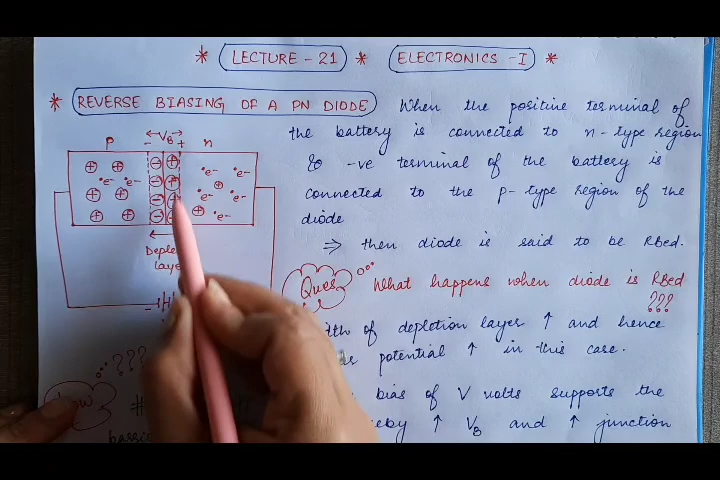 * LECTURE - 21 * ELECTRONICS - I *
* REVERSE BIASING OF A PN DIODE When the positive terminal of
the battery is connected to n-type region
& -ve terminal of the battery is
connected to the p-type region of the
diode
⇒ then diode is said to be RBed.
← VB →
p - + n
+ + - + e- e-
e- e- - + +
+ + - + e- e-
+ + - + e-
Ques What happens when diode is RBed
???
of depletion layer ↑ and hence
potential ↑ in this case.
bias of V volts supports the
↑ VB and ↑ junction
-
???
How
#